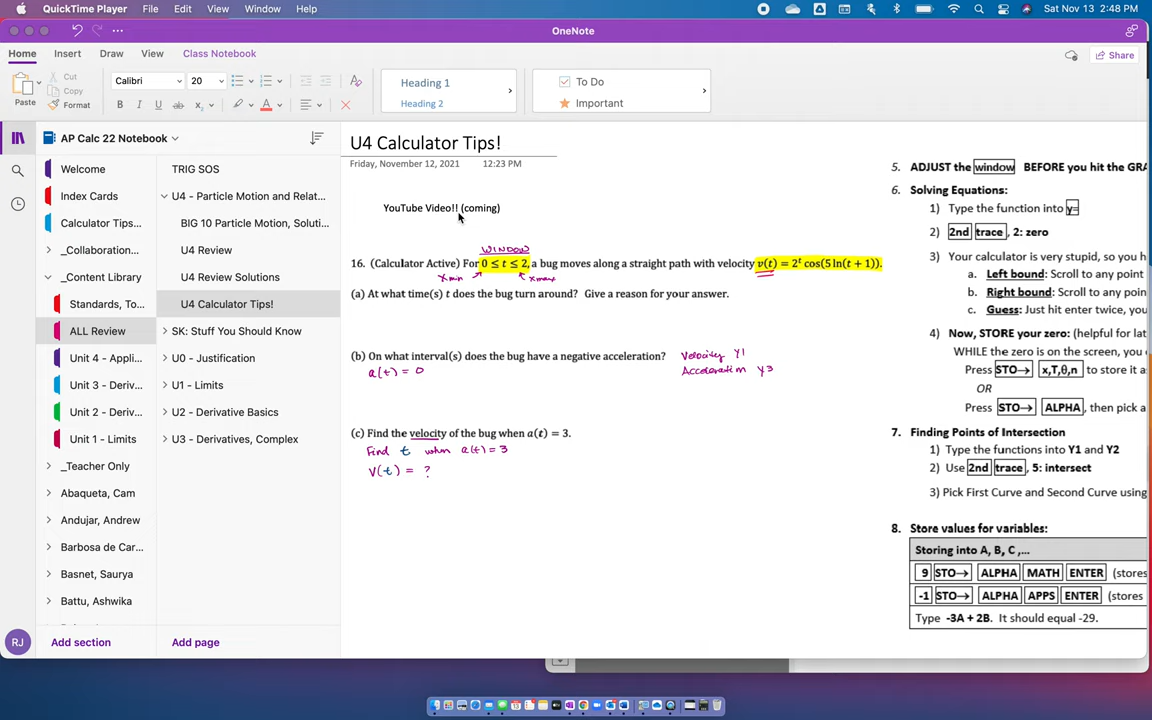 QuickTime Player File Edit View Window Help Sat Nov 13 2:48 PM
OneNote
Home Insert Draw View Class Notebook Share
Paste Cut Copy Format Calibri 20 Heading 1 Heading 2 To Do Important
B I U ab x₂ A
AP Calc 22 Notebook
Welcome
Index Cards
Calculator Tips...
_Collaboration...
_Content Library
Standards, To...
ALL Review
Unit 4 - Appli...
Unit 3 - Deriv...
Unit 2 - Deriv...
Unit 1 - Limits
_Teacher Only
Abaqueta, Cam
Andujar, Andrew
Barbosa de Car...
Basnet, Saurya
Battu, Ashwika
RJ Add section
TRIG SOS
U4 - Particle Motion and Relat...
BIG 10 Particle Motion, Soluti...
U4 Review
U4 Review Solutions
U4 Calculator Tips!
SK: Stuff You Should Know
U0 - Justification
U1 - Limits
U2 - Derivative Basics
U3 - Derivatives, Complex
Add page
U4 Calculator Tips!
Friday, November 12, 2021 12:23 PM
YouTube Video!! (coming)
WINDOW
16. (Calculator Active) For 0 ≤ t ≤ 2, a bug moves along a straight path with velocity v(t) = 2^t cos(5 ln(t + 1)).
xmin xmax
(a) At what time(s) t does the bug turn around? Give a reason for your answer.
(b) On what interval(s) does the bug have a negative acceleration? Velocity Y1
a(t) = 0 Acceleration Y3
(c) Find the velocity of the bug when a(t) = 3.
Find t when a(t) = 3
v(t) = ?
5. ADJUST the window BEFORE you hit the GRA
6. Solving Equations:
1) Type the function into y=
2) 2nd trace, 2: zero
3) Your calculator is very stupid, so you h
a. Left bound: Scroll to any point
b. Right bound: Scroll to any poin
c. Guess: Just hit enter twice, you
4) Now, STORE your zero: (helpful for lat
WHILE the zero is on the screen, you
Press STO→ x,T,θ,n to store it a
OR
Press STO→ ALPHA, then pick a
7. Finding Points of Intersection
1) Type the functions into Y1 and Y2
2) Use 2nd trace, 5: intersect
3) Pick First Curve and Second Curve using
8. Store values for variables:
Storing into A, B, C ,...
9 STO→ ALPHA MATH ENTER (stores
-1 STO→ ALPHA APPS ENTER (stores
Type -3A + 2B. It should equal -29.